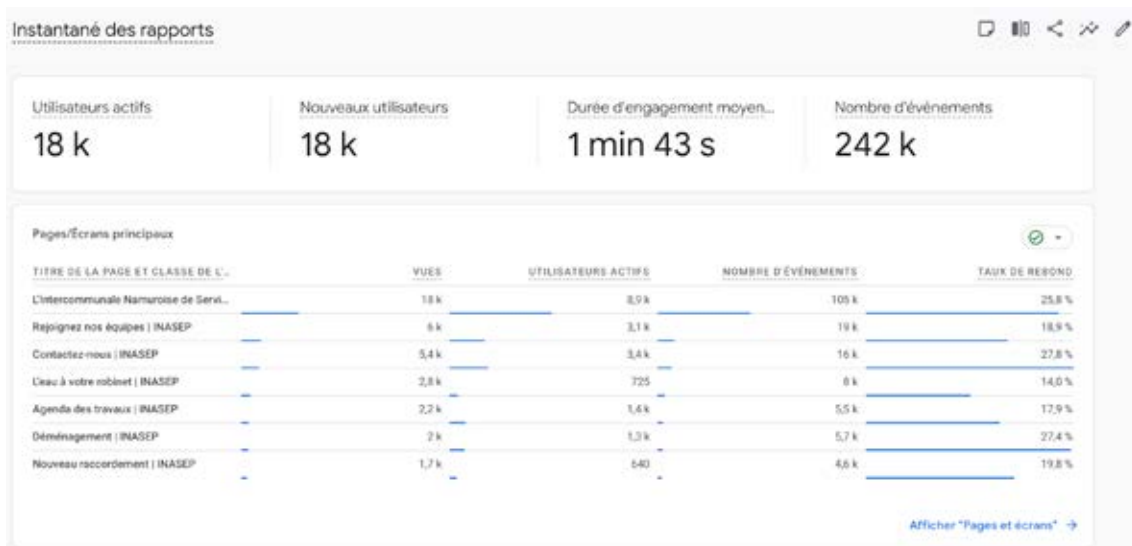 Instantané des rapports
Utilisateurs actifs Nouveaux utilisateurs Durée d'engagement moyen... Nombre d'événements
18 k 18 k 1 min 43 s 242 k
Pages/Écrans principaux
TITRE DE LA PAGE ET CLASSE DE L'... VUES UTILISATEURS ACTIFS NOMBRE D'ÉVÉNEMENTS TAUX DE REBOND
L'Intercommunale Namuroise de Servi... 18 k 8,9 k 105 k 25,8 %
Rejoignez nos équipes | INASEP 6 k 3,1 k 19 k 18,9 %
Contactez-nous | INASEP 5,4 k 3,4 k 16 k 27,8 %
L'eau à votre robinet | INASEP 2,8 k 725 8 k 14,0 %
Agenda des travaux | INASEP 2,2 k 1,4 k 5,5 k 17,9 %
Déménagement | INASEP 2 k 1,3 k 5,7 k 27,4 %
Nouveau raccordement | INASEP 1,7 k 640 4,6 k 19,8 %
Afficher "Pages et écrans"